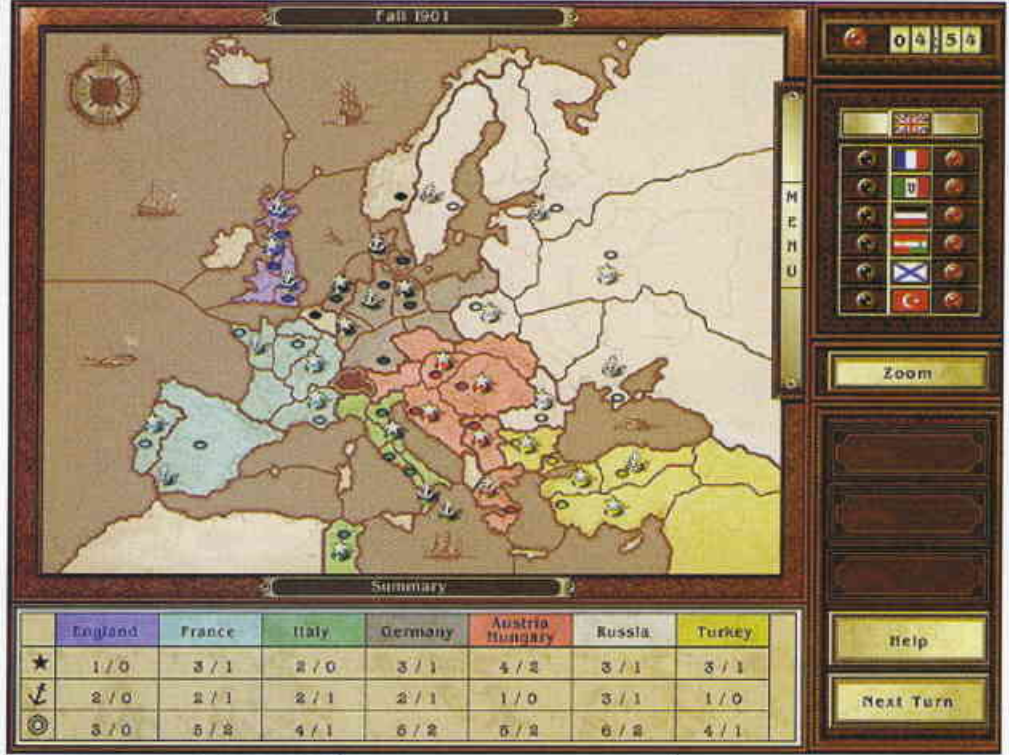 Fall 1901
04:54
MENU
Zoom
Summary
England France Italy Germany Austria Hungary Russia Turkey
1 / 0 3 / 1 2 / 0 3 / 1 4 / 2 3 / 1 3 / 1
2 / 0 2 / 1 2 / 1 2 / 1 1 / 0 3 / 1 1 / 0
3 / 0 5 / 2 4 / 1 5 / 2 5 / 2 6 / 2 4 / 1
Help
Next Turn